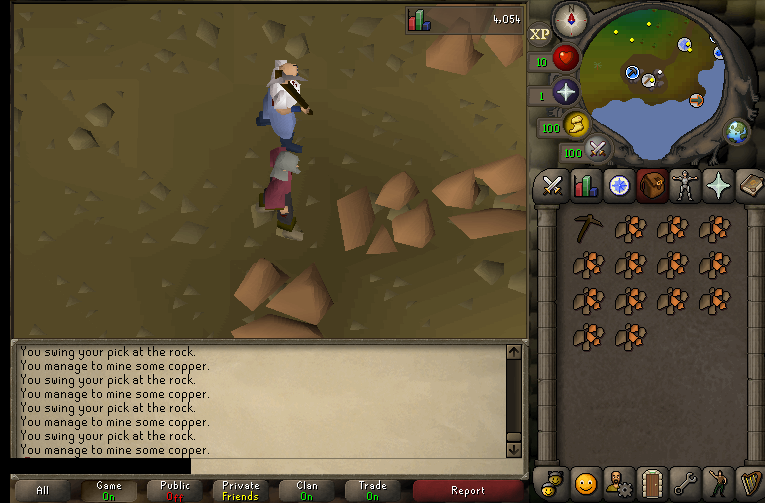 4,054
XP
10
1
100
100
You swing your pick at the rock.
You manage to mine some copper.
You swing your pick at the rock.
You manage to mine some copper.
You swing your pick at the rock.
You manage to mine some copper.
You swing your pick at the rock.
You manage to mine some copper.
All
Game
On
Public
Off
Private
Friends
Clan
On
Trade
On
Report